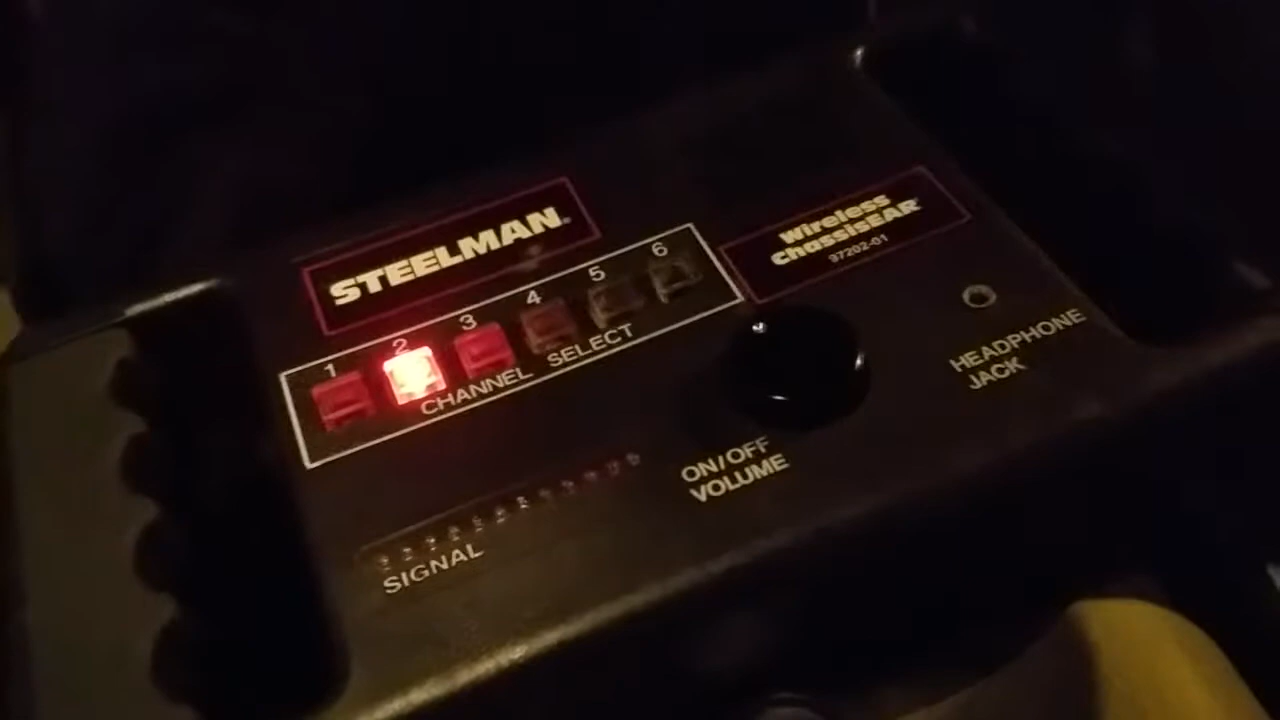 STEELMAN®
Wireless
chassisEAR
97202-01
1 2 3 4 5 6
CHANNEL SELECT
HEADPHONE
JACK
ON/OFF
VOLUME
SIGNAL